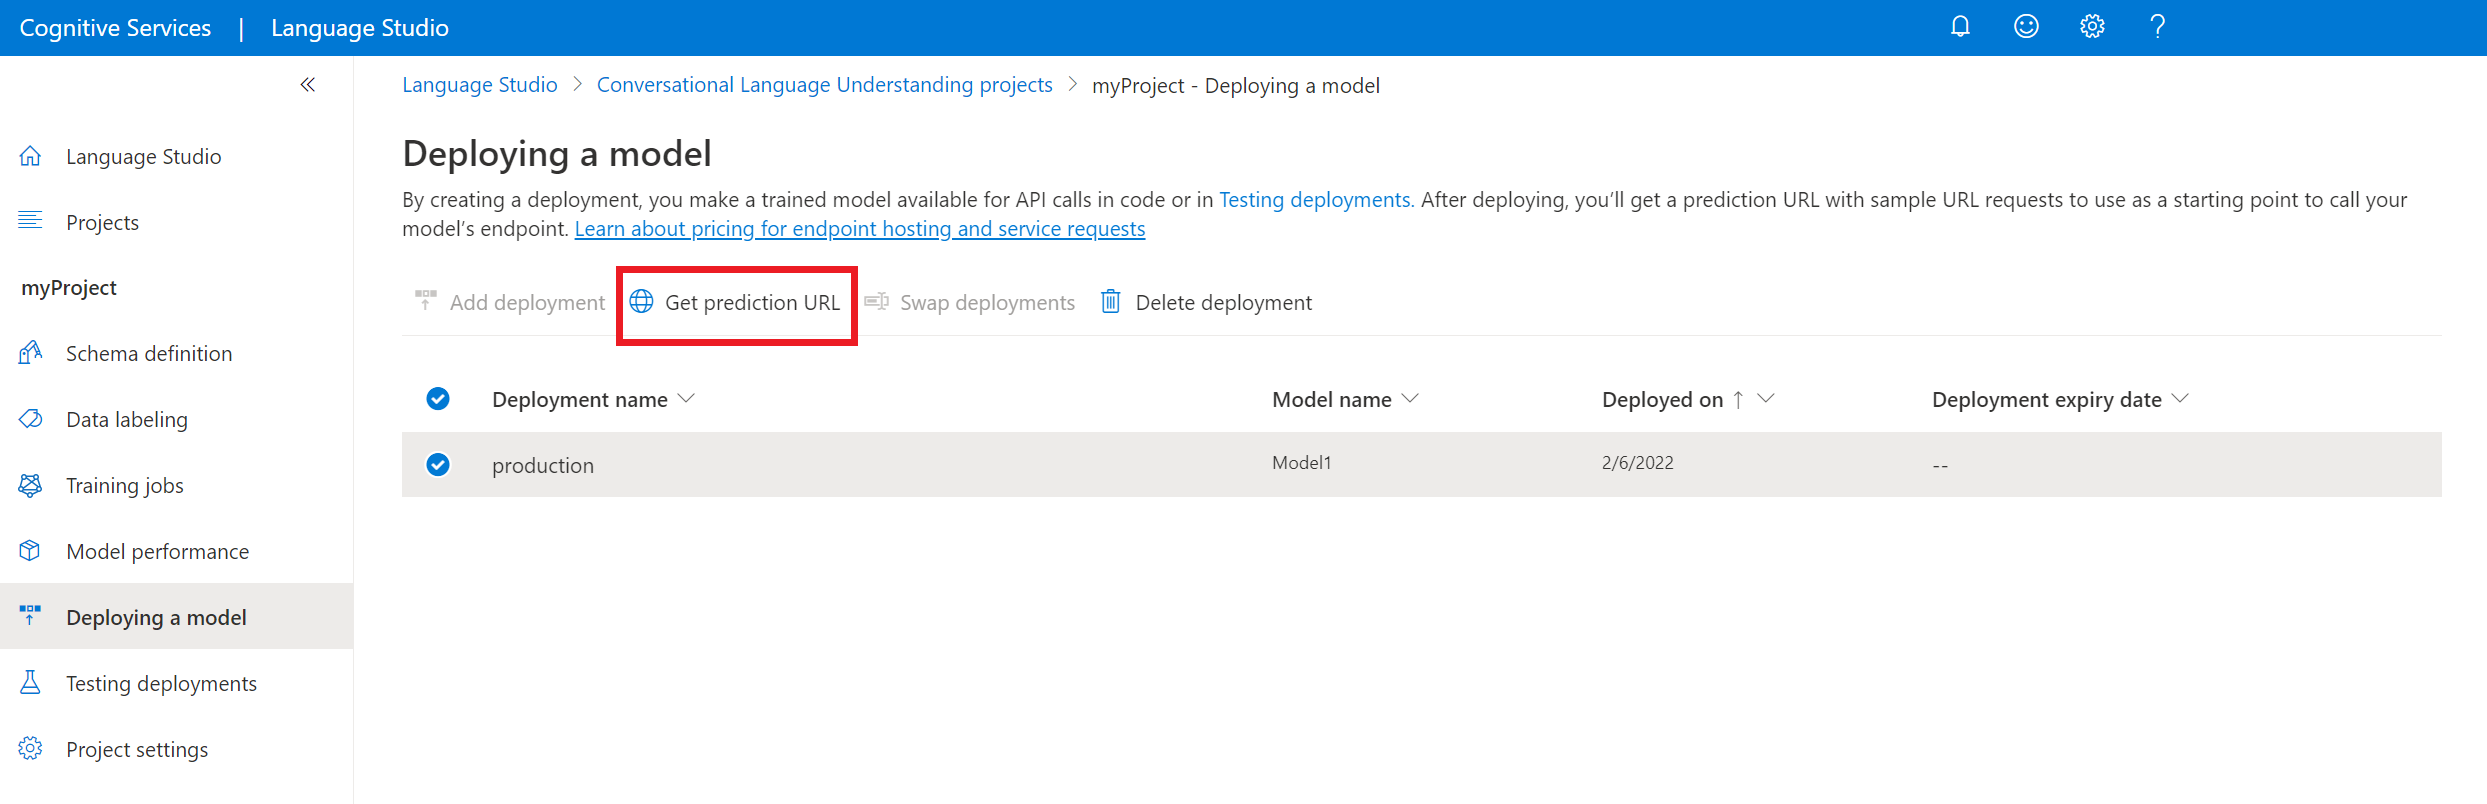 Cognitive Services | Language Studio
Language Studio > Conversational Language Understanding projects > myProject - Deploying a model
Language Studio
Projects
myProject
Schema definition
Data labeling
Training jobs
Model performance
Deploying a model
Testing deployments
Project settings
Deploying a model
By creating a deployment, you make a trained model available for API calls in code or in Testing deployments. After deploying, you’ll get a prediction URL with sample URL requests to use as a starting point to call your
model’s endpoint. Learn about pricing for endpoint hosting and service requests
Add deployment Get prediction URL Swap deployments Delete deployment
Deployment name Model name Deployed on ↑ Deployment expiry date
production Model1 2/6/2022 --